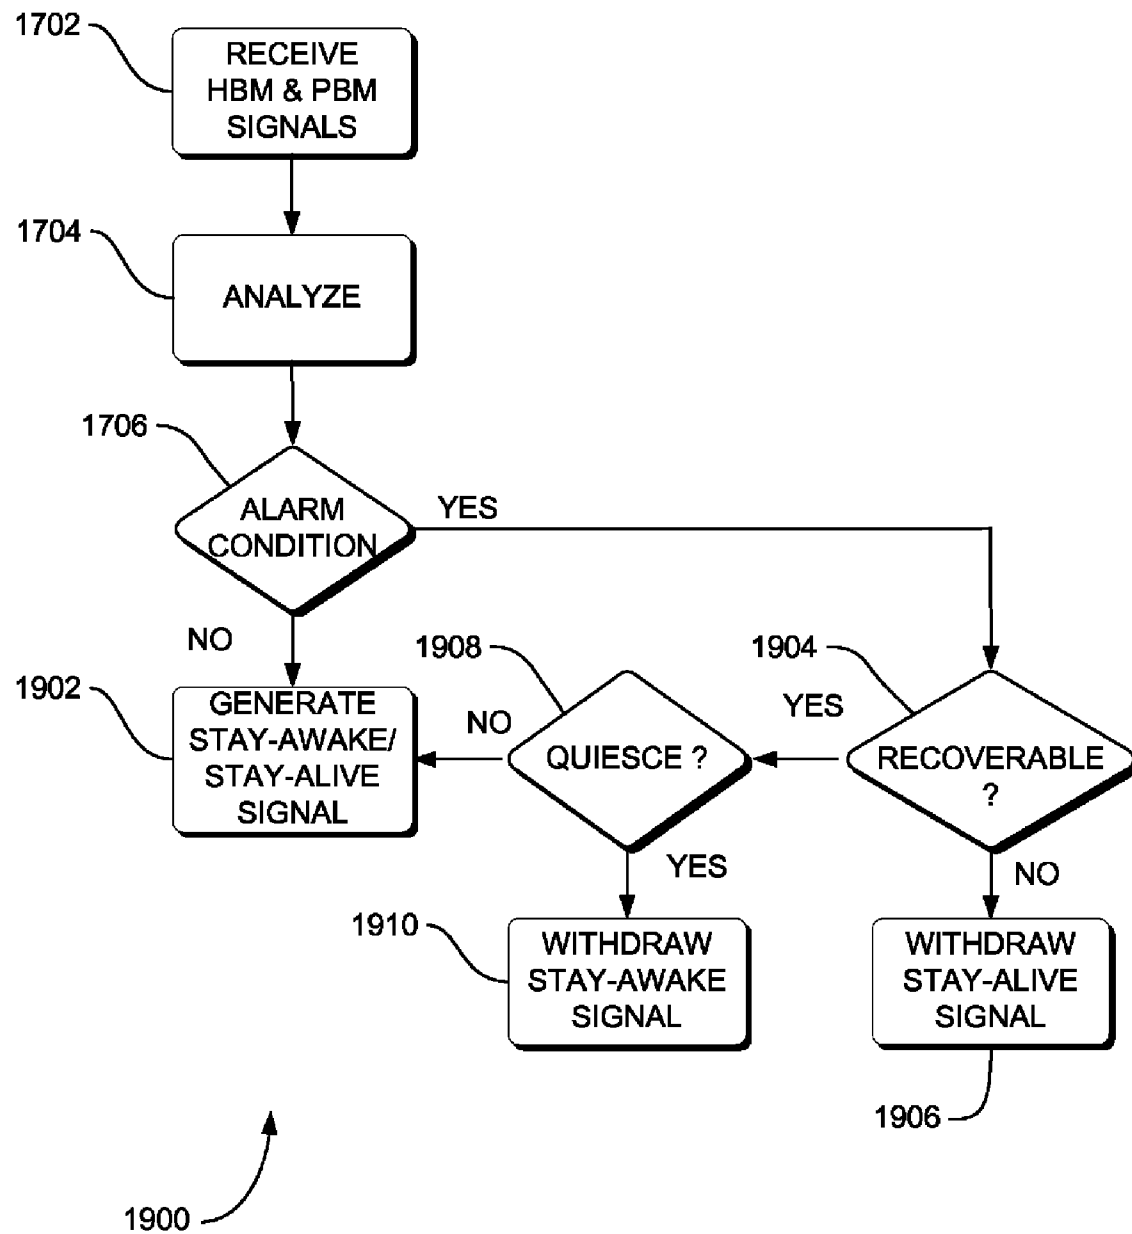 1702
RECEIVE
HBM & PBM
SIGNALS
1704
ANALYZE
1706
ALARM
CONDITION
YES
NO
1908
1904
1902
GENERATE
STAY-AWAKE/
STAY-ALIVE
SIGNAL
NO
QUIESCE ?
YES
RECOVERABLE
?
YES
NO
1910
WITHDRAW
STAY-AWAKE
SIGNAL
WITHDRAW
STAY-ALIVE
SIGNAL
1906
1900